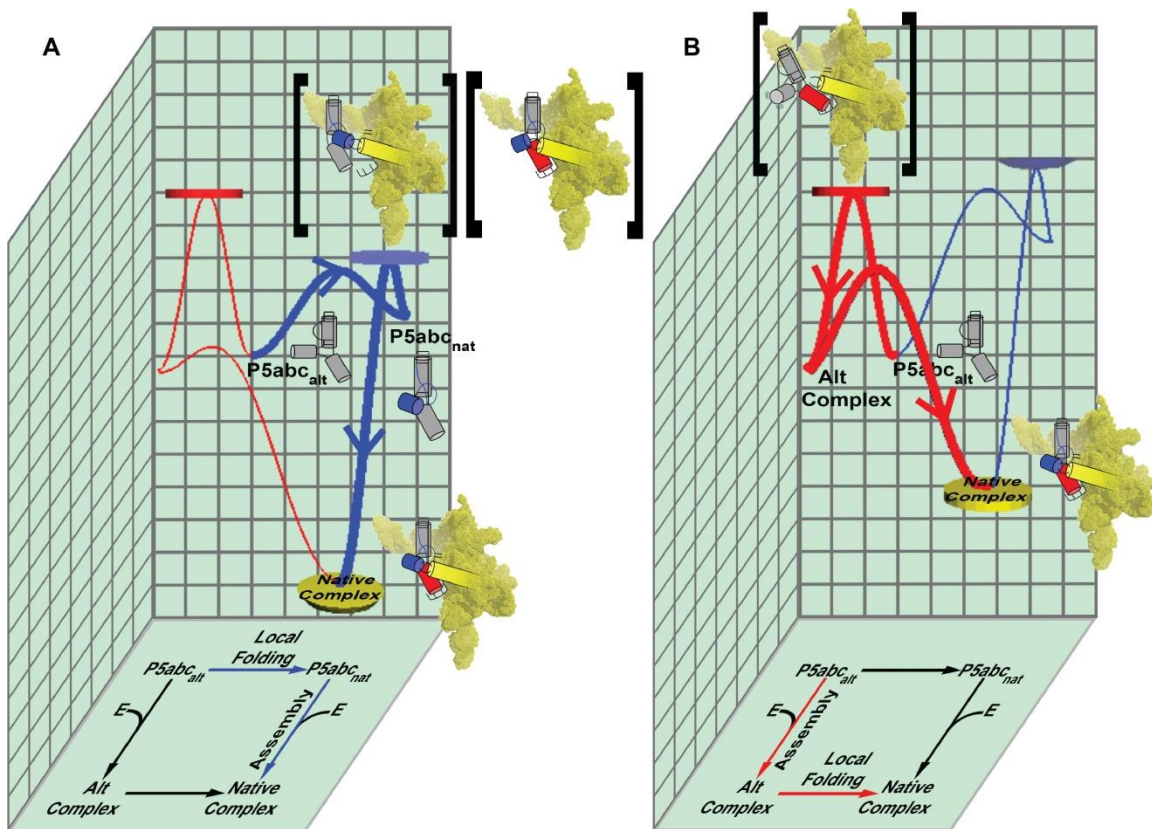 A
P5abc alt
P5abc nat
Native
Complex
Local
Folding
P5abc alt
P5abc nat
E
Assembly
E
Alt
Complex
Native
Complex
B
Alt
Complex
P5abc alt
Native
Complex
P5abc alt
P5abc nat
E
Assembly
E
Local
Folding
Alt
Complex
Native
Complex